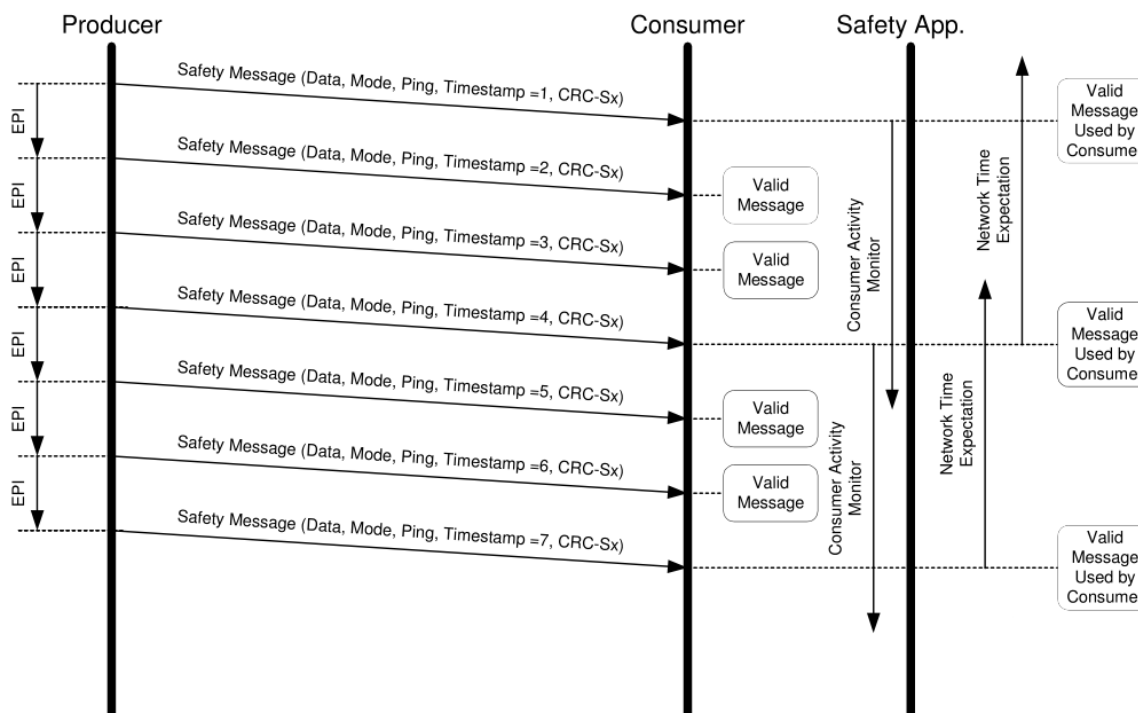 Producer
Consumer
Safety App.
Safety Message (Data, Mode, Ping, Timestamp =1, CRC-Sx)
Valid
Message
Used by
Consume
EPI
Safety Message (Data, Mode, Ping, Timestamp =2, CRC-Sx)
Valid
Message
EPI
Safety Message (Data, Mode, Ping, Timestamp =3, CRC-Sx)
Valid
Message
EPI
Consumer Activity
Monitor
Network Time
Expectation
Safety Message (Data, Mode, Ping, Timestamp =4, CRC-Sx)
Valid
Message
Used by
Consume
EPI
Safety Message (Data, Mode, Ping, Timestamp =5, CRC-Sx)
Valid
Message
EPI
Consumer Activity
Monitor
Network Time
Expectation
Safety Message (Data, Mode, Ping, Timestamp =6, CRC-Sx)
Valid
Message
EPI
Safety Message (Data, Mode, Ping, Timestamp =7, CRC-Sx)
Valid
Message
Used by
Consume